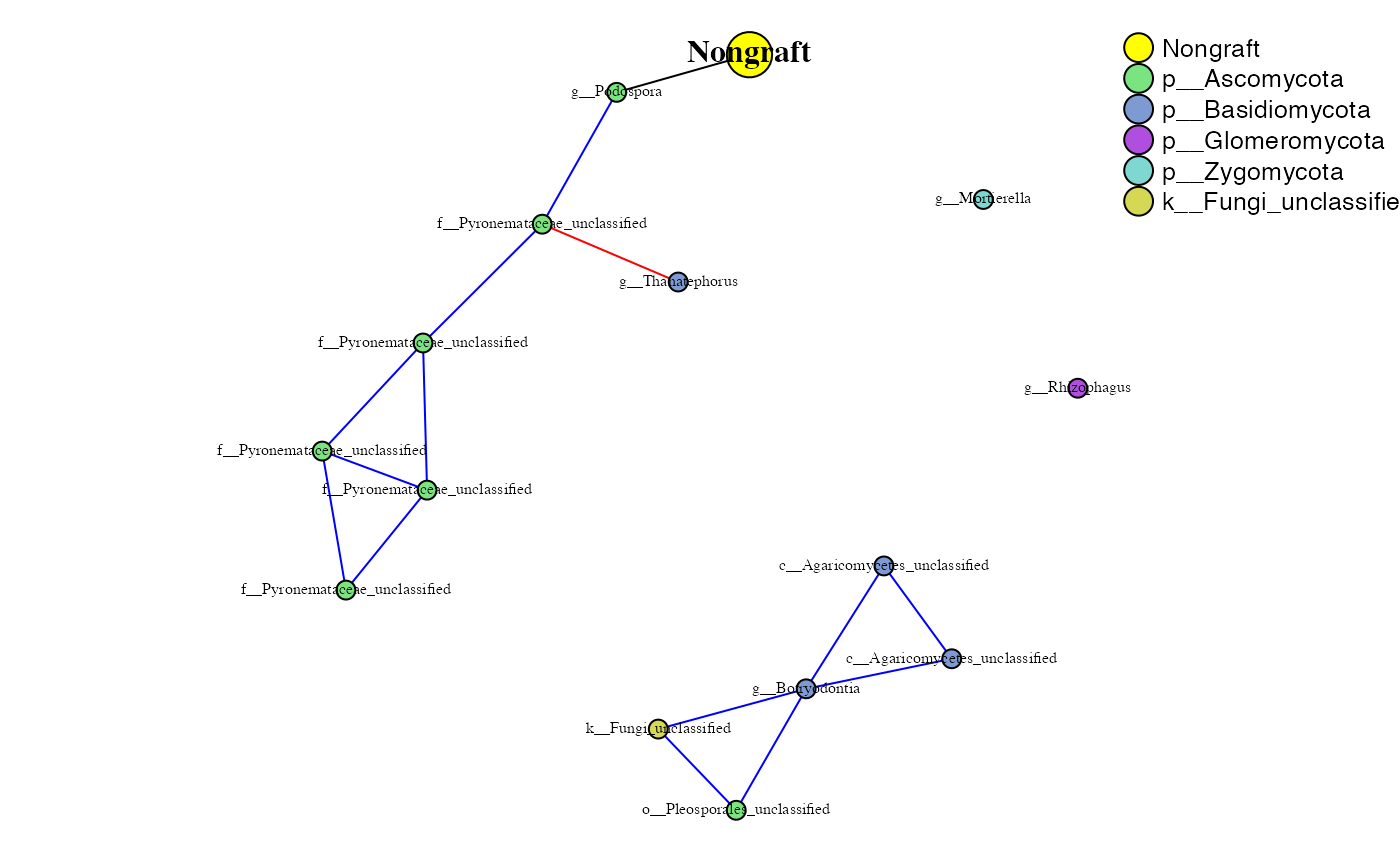 Nongraft
g__Podospora
f__Pyronemataceae_unclassified
g__Thanatephorus
f__Pyronemataceae_unclassified
f__Pyronemataceae_unclassified
f__Pyronemataceae_unclassified
f__Pyronemataceae_unclassified
g__Mortierella
g__Rhizophagus
c__Agaricomycetes_unclassified
c__Agaricomycetes_unclassified
g__Botryodontia
k__Fungi_unclassified
o__Pleosporales_unclassified
Nongraft
p__Ascomycota
p__Basidiomycota
p__Glomeromycota
p__Zygomycota
k__Fungi_unclassifie